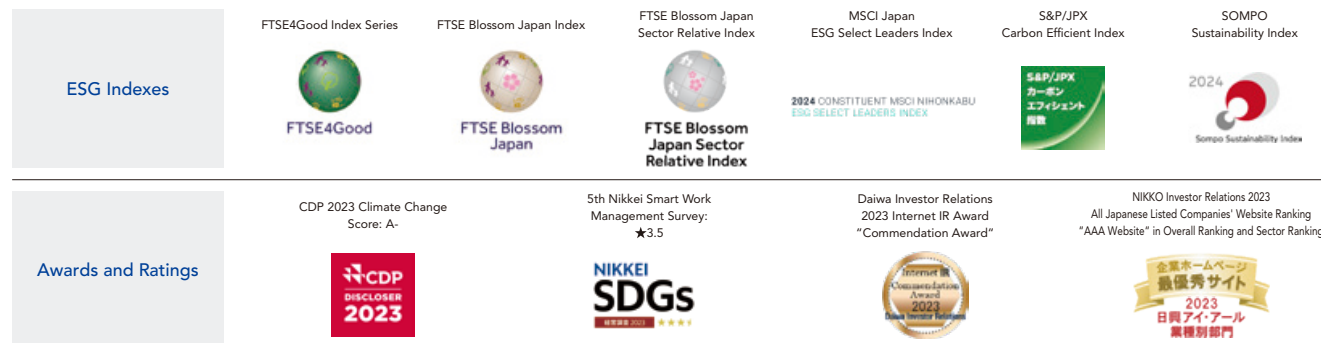 ESG Indexes
FTSE4Good Index Series
FTSE4Good
FTSE Blossom Japan Index
FTSE Blossom
Japan
FTSE Blossom Japan
Sector Relative Index
FTSE Blossom
Japan Sector
Relative Index
MSCI Japan
ESG Select Leaders Index
2024 CONSTITUENT MSCI NIHONKABU
ESG SELECT LEADERS INDEX
S&P/JPX
Carbon Efficient Index
S&P/JPX
カーボン
エフィシェント
指数
SOMPO
Sustainability Index
2024
Sompo Sustainability Index
Awards and Ratings
CDP 2023 Climate Change
Score: A-
CDP
DISCLOSER
2023
5th Nikkei Smart Work
Management Survey:
★3.5
NIKKEI
SDGs
経営調査 2023
Daiwa Investor Relations
2023 Internet IR Award
"Commendation Award"
Internet IR
Commendation
Award
2023
Daiwa Investor Relations
NIKKO Investor Relations 2023
All Japanese Listed Companies' Website Ranking
"AAA Website" in Overall Ranking and Sector Ranking
企業ホームページ
最優秀サイト
2023
日興アイ・アール
業種別部門